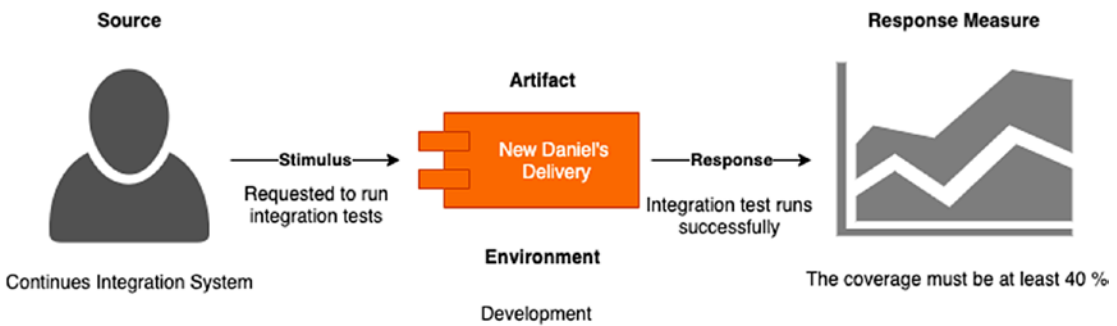 Source
Response Measure
Artifact
New Daniel's
Delivery
Stimulus
Requested to run
integration tests
Response
Integration test runs
successfully
Environment
Continues Integration System
The coverage must be at least 40 %
Development